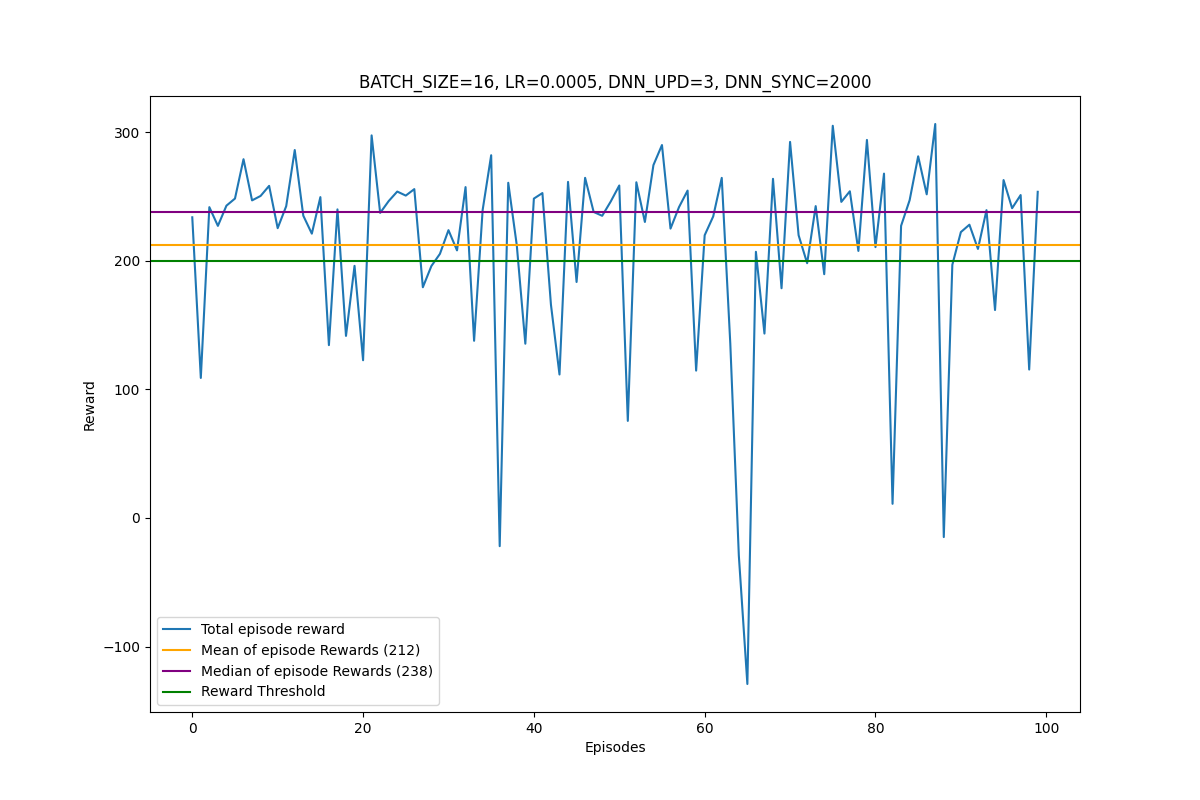 BATCH_SIZE=16, LR=0.0005, DNN_UPD=3, DNN_SYNC=2000
300
200
100
0
−100
Reward
Total episode reward
Mean of episode Rewards (212)
Median of episode Rewards (238)
Reward Threshold
0 20 40 60 80 100
Episodes